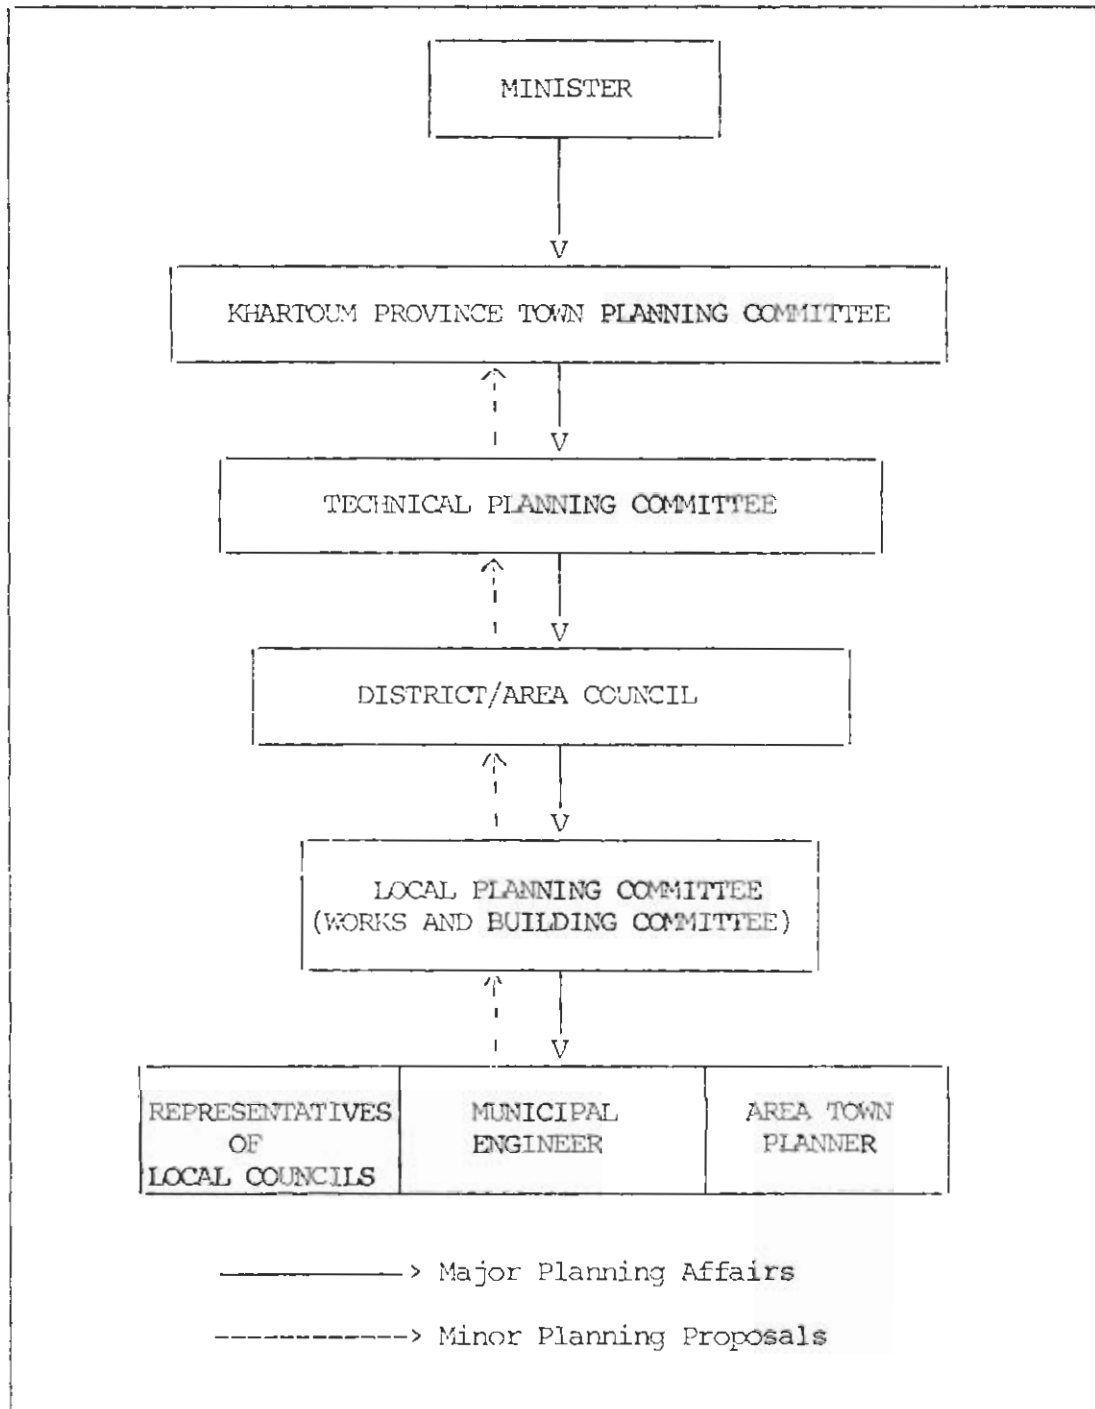 MINISTER
KHARTOUM PROVINCE TOWN PLANNING COMMITTEE
TECHNICAL PLANNING COMMITTEE
DISTRICT/AREA COUNCIL
LOCAL PLANNING COMMITTEE
(WORKS AND BUILDING COMMITTEE)
REPRESENTATIVES
OF
LOCAL COUNCILS
MUNICIPAL
ENGINEER
AREA TOWN
PLANNER
Major Planning Affairs
Minor Planning Proposals